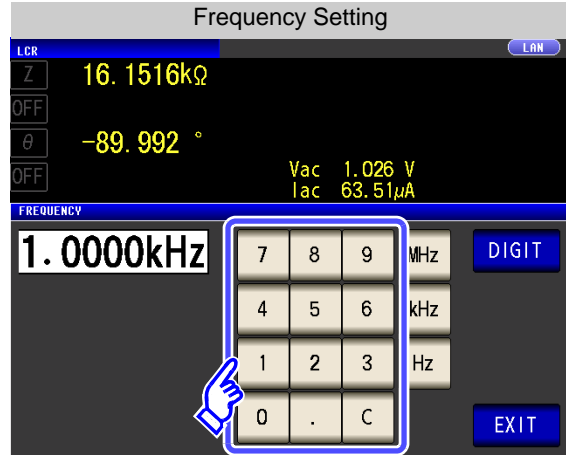 Frequency Setting
LCR
LAN
Z 16.1516kΩ
OFF
θ -89.992 °
OFF
Vac 1.026 V
Iac 63.51μA
FREQUENCY
1.0000kHz
7 8 9 MHz DIGIT
4 5 6 kHz
1 2 3 Hz
0 . C EXIT